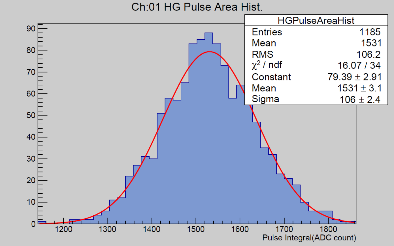 Ch:01 HG Pulse Area Hist.
HGPulseAreaHist
Entries 1185
Mean 1531
RMS 106.2
χ² / ndf 16.07 / 34
Constant 79.39 ± 2.91
Mean 1531 ± 3.1
Sigma 106 ± 2.4
90
80
70
60
50
40
30
20
10
0
1200 1300 1400 1500 1600 1700 1800
Pulse Integral(ADC count)